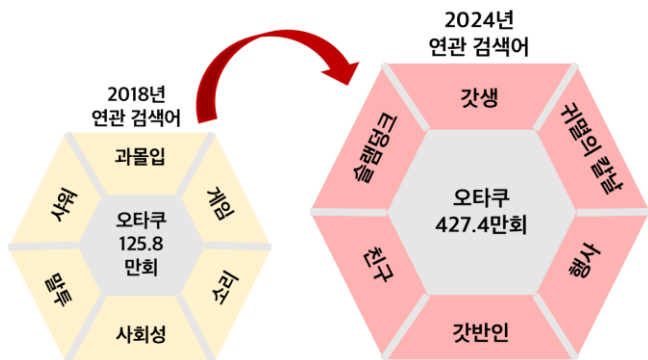 2018년
연관 검색어
과몰입
게임
소리
사회성
말투
샤워
오타쿠
125.8
만회
2024년
연관 검색어
갓생
귀멸의 칼날
행사
갓반인
친구
슬램덩크
오타쿠
427.4만회